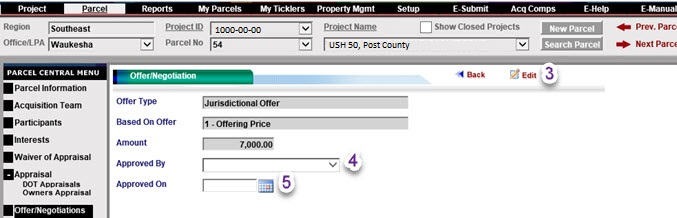 Project Parcel Reports My Parcels My Ticklers Property Mgmt Setup E-Submit Acq Comps E-Help E-Manual
Region Southeast Project ID 1000-00-00 Project Name Show Closed Projects New Parcel Prev. Parc
Office/LPA Waukesha Parcel No 54 USH 50, Post County Search Parcel Next Parce
PARCEL CENTRAL MENU
Parcel Information
Acquisition Team
Participants
Interests
Waiver of Appraisal
- Appraisal
DOT Appraisals
Owners Appraisal
Offer/Negotiations
Offer/Negotiation Back Edit 3
Offer Type Jurisdictional Offer
Based On Offer 1 - Offering Price
Amount 7,000.00
Approved By 4
Approved On 5